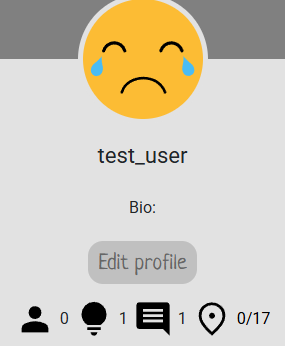 test_user
Bio:
Edit profile
0 1 1 0/17